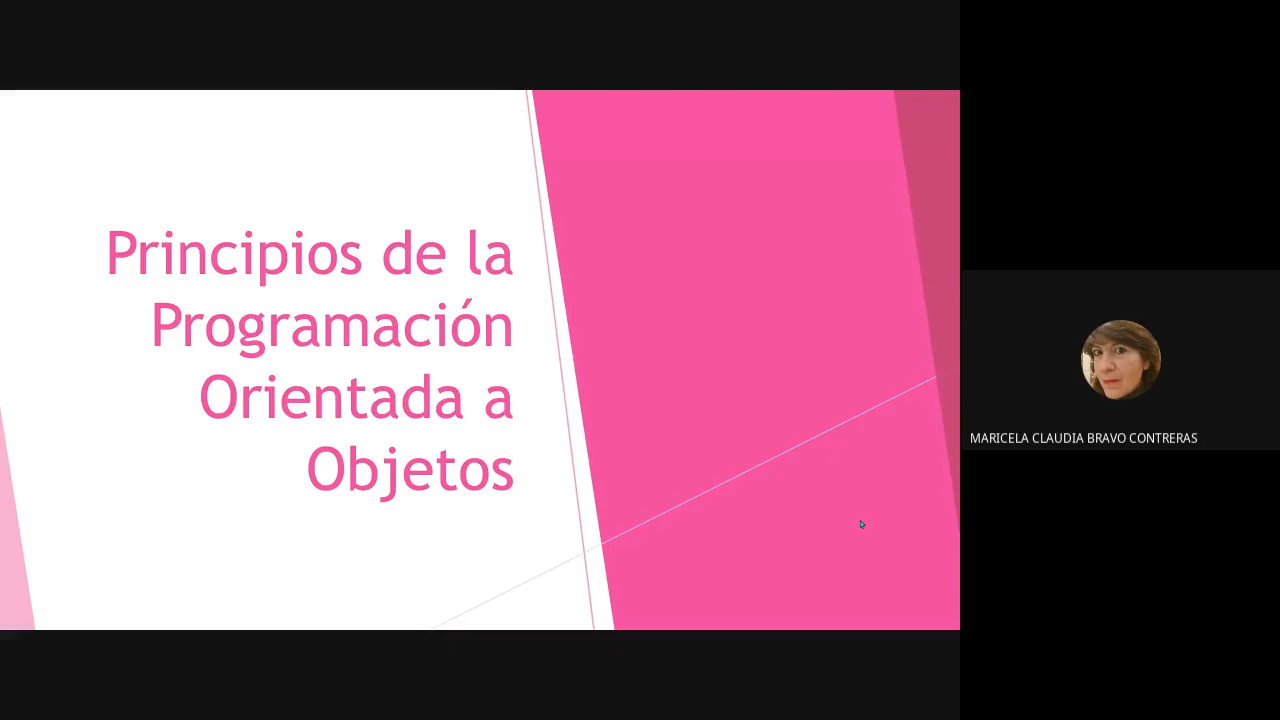 Principios de la
Programación
Orientada a
Objetos
MARICELA CLAUDIA BRAVO CONTRERAS